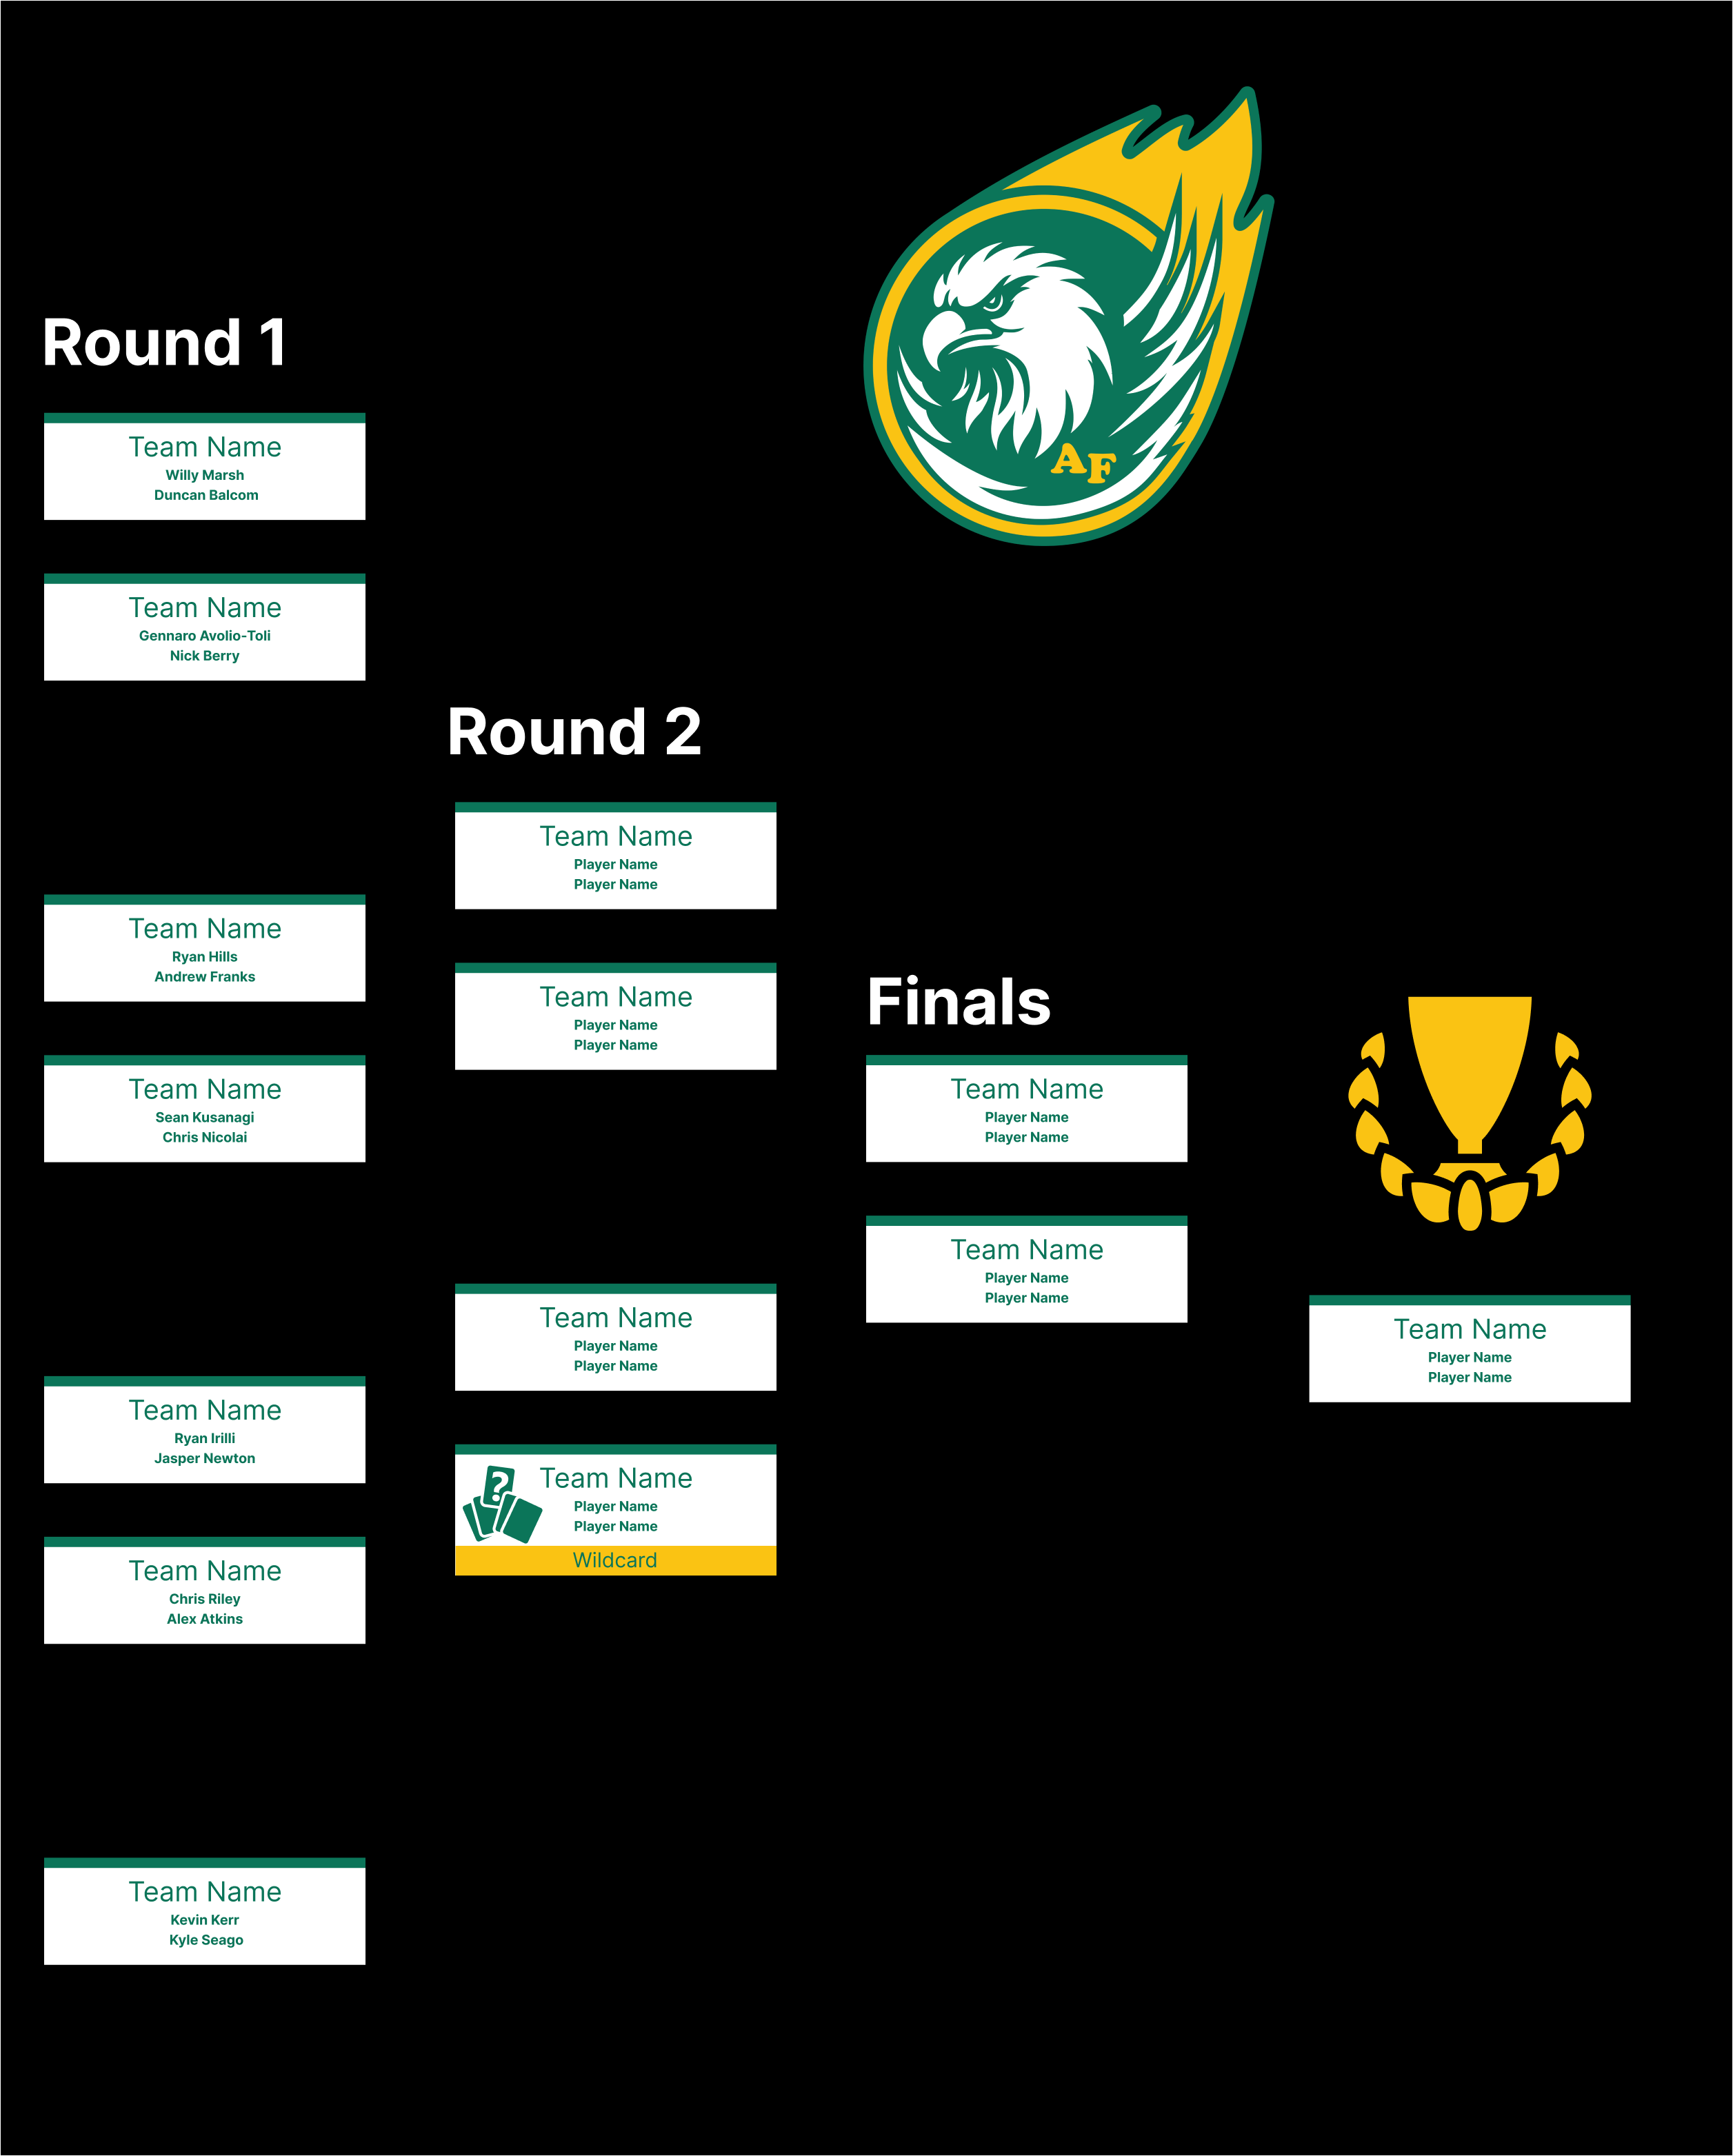 Round 1
Team Name
Willy Marsh
Duncan Balcom
Team Name
Gennaro Avolio-Toli
Nick Berry
Team Name
Ryan Hills
Andrew Franks
Team Name
Sean Kusanagi
Chris Nicolai
Team Name
Ryan Irilli
Jasper Newton
Team Name
Chris Riley
Alex Atkins
Team Name
Kevin Kerr
Kyle Seago
Round 2
Team Name
Player Name
Player Name
Team Name
Player Name
Player Name
Team Name
Player Name
Player Name
?
Team Name
Player Name
Player Name
Wildcard
AF
Finals
Team Name
Player Name
Player Name
Team Name
Player Name
Player Name
Team Name
Player Name
Player Name